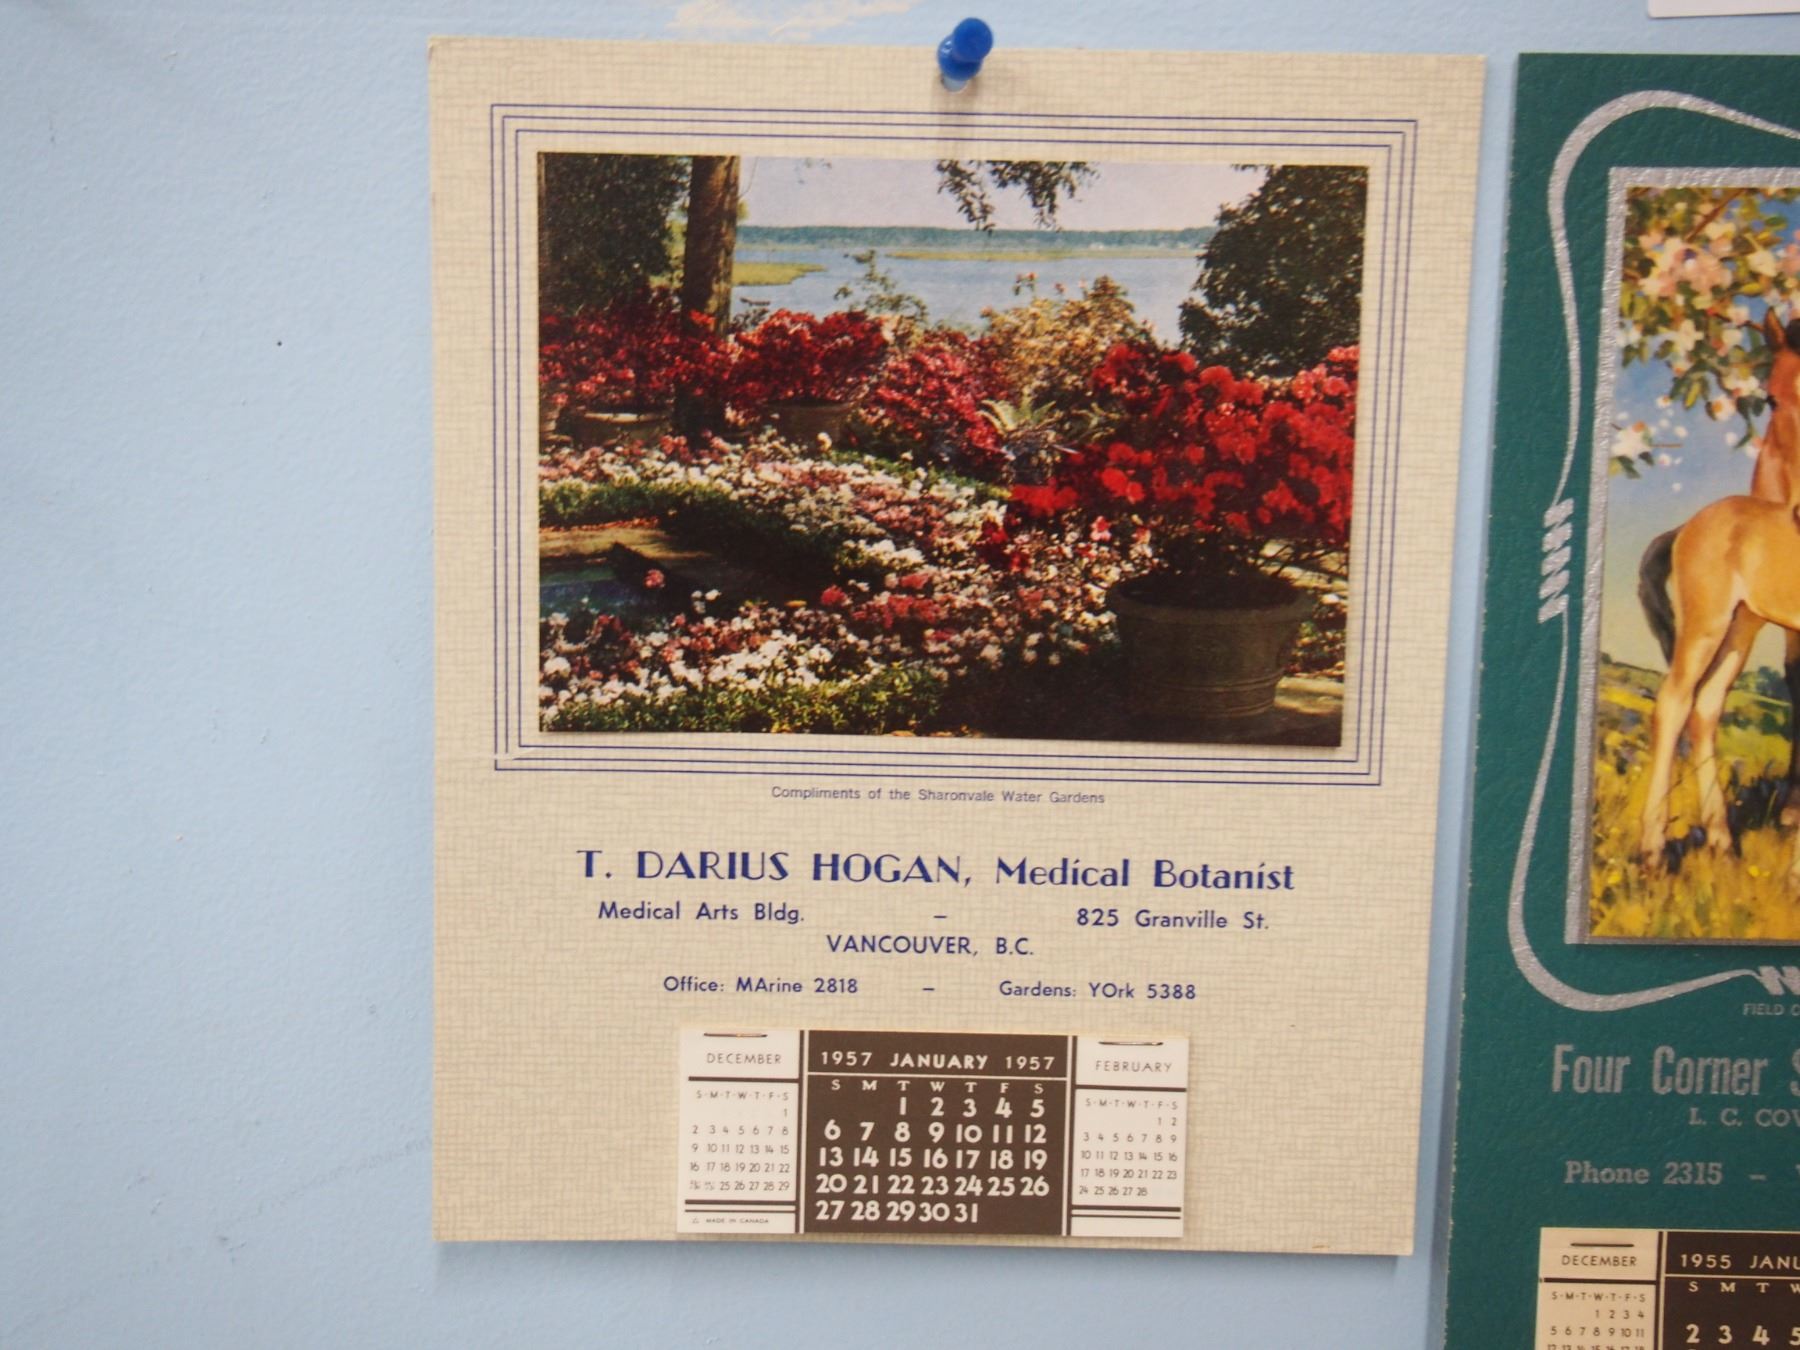 Compliments of the Sharonvale Water Gardens
T. DARIUS HOGAN, Medical Botanist
Medical Arts Bldg. – 825 Granville St.
VANCOUVER, B.C.
Office: MArine 2818 – Gardens: YOrk 5388
DECEMBER
S·M·T·W·T·F·S
1
2 3 4 5 6 7 8
9 10 11 12 13 14 15
16 17 18 19 20 21 22
25 26 27 28 29
MADE IN CANADA
1957 JANUARY 1957
S M T W T F S
1 2 3 4 5
6 7 8 9 10 11 12
13 14 15 16 17 18 19
20 21 22 23 24 25 26
27 28 29 30 31
FEBRUARY
S·M·T·W·T·F·S
1 2
3 4 5 6 7 8 9
10 11 12 13 14 15 16
17 18 19 20 21 22 23
24 25 26 27 28
FIELD
Four Corner
L. C.
Phone 2315 –
DECEMBER
S·M·T·W·T·F·S
1 2 3 4
5 6 7 8 9 10 11
1955
S M T
2 3 4